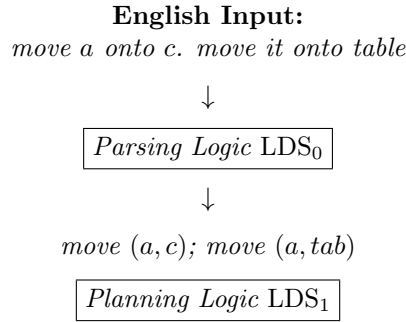 English Input:
move a onto c. move it onto table
↓
Parsing Logic LDS₀
↓
move (a, c); move (a, tab)
Planning Logic LDS₁